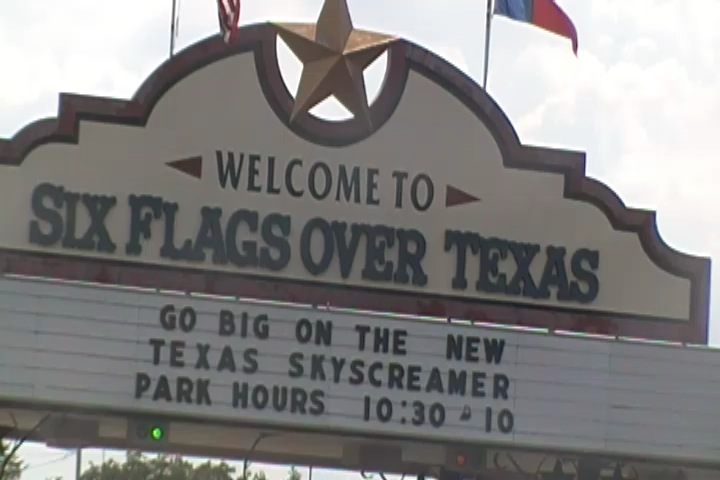 WELCOME TO
SIX FLAGS OVER TEXAS
GO BIG ON THE NEW
TEXAS SKYSCREAMER
PARK HOURS 10:30 - 10